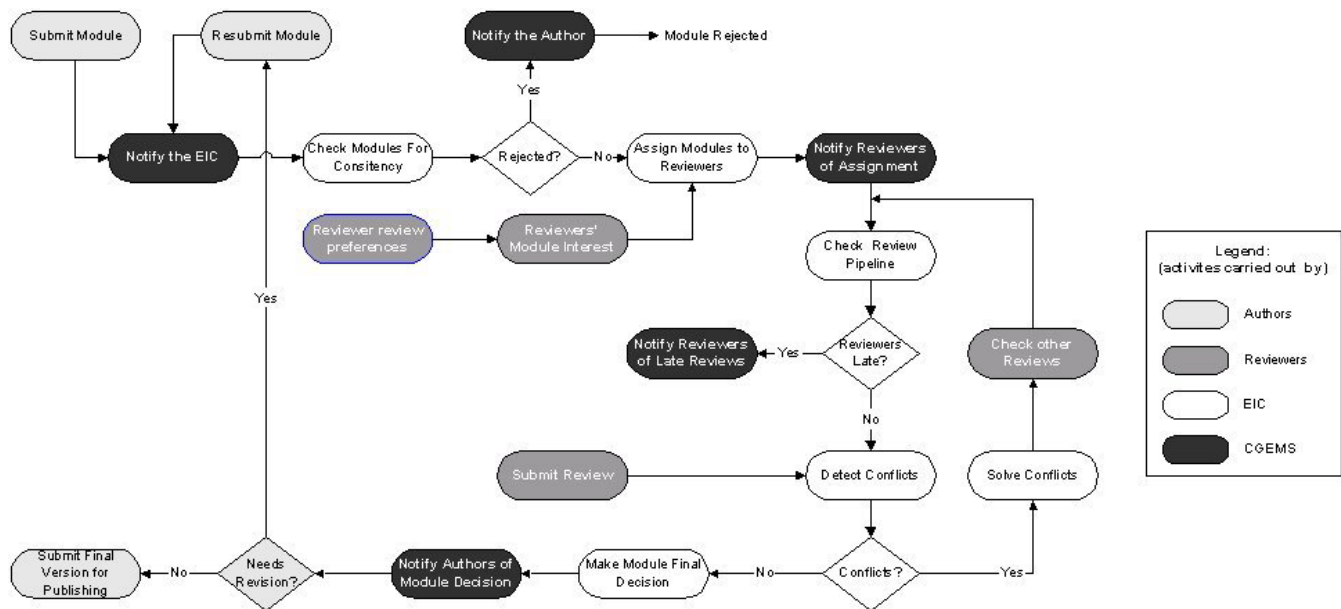 Submit Module
Resubmit Module
Notify the Author
Module Rejected
Yes
Notify the EIC
Check Modules For
Consitency
Rejected?
No
Assign Modules to
Reviewers
Notify Reviewers
of Assignment
Reviewer review
preferences
Reviewers'
Module Interest
Check Review
Pipeline
Legend:
(activites carried out by)
Authors
Reviewers
EIC
CGEMS
Yes
Notify Reviewers
of Late Reviews
Yes
Reviewers
Late?
Check other
Reviews
No
Submit Review
Detect Conflicts
Solve Conflicts
Submit Final
Version for
Publishing
No
Needs
Revision?
Notify Authors of
Module Decision
Make Module Final
Decision
No
Conflicts?
Yes